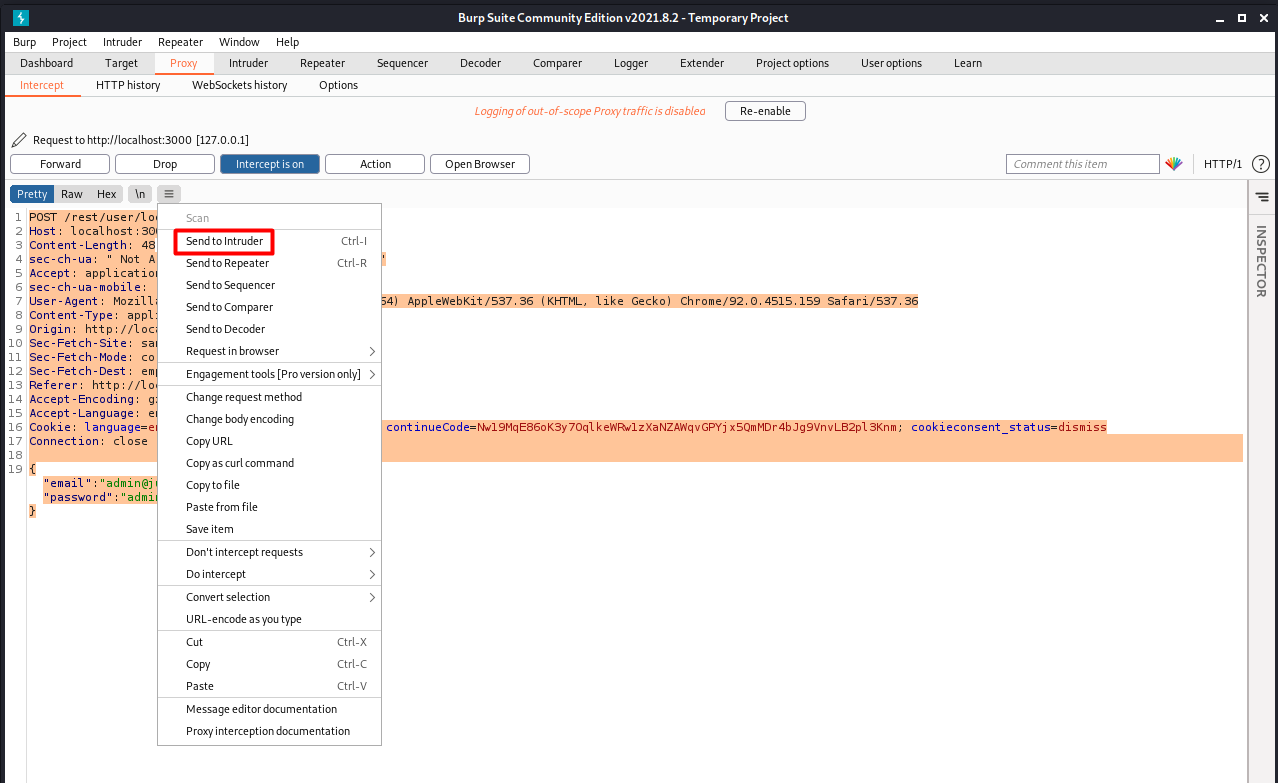 Burp Suite Community Edition v2021.8.2 - Temporary Project
Burp Project Intruder Repeater Window Help
Dashboard Target Proxy Intruder Repeater Sequencer Decoder Comparer Logger Extender Project options User options Learn
Intercept HTTP history WebSockets history Options
Logging of out-of-scope Proxy traffic is disabled Re-enable
Request to http://localhost:3000 [127.0.0.1]
Forward Drop Intercept is on Action Open Browser Comment this item HTTP/1 ?
Pretty Raw Hex \n ≡
INSPECTOR
1 POST /rest/user/lo
2 Host: localhost:300
3 Content-Length: 48
4 sec-ch-ua: " Not A "
5 Accept: application
6 sec-ch-ua-mobile:
7 User-Agent: Mozilla 64) AppleWebKit/537.36 (KHTML, like Gecko) Chrome/92.0.4515.159 Safari/537.36
8 Content-Type: appli
9 Origin: http://loca
10 Sec-Fetch-Site: sam
11 Sec-Fetch-Mode: co
12 Sec-Fetch-Dest: emp
13 Referer: http://loc
14 Accept-Encoding: g
15 Accept-Language: en
16 Cookie: language=en continueCode=Nw19MqE86oK3y7OqlkeWRw1zXaNZAWqvGPYjx5QmMDr4bJg9VnvLB2pl3Knm; cookieconsent_status=dismiss
17 Connection: close
18
19 {
"email":"admin@ju
"password":"admin
}
Scan
Send to Intruder Ctrl-I
Send to Repeater Ctrl-R
Send to Sequencer
Send to Comparer
Send to Decoder
Request in browser
Engagement tools [Pro version only]
Change request method
Change body encoding
Copy URL
Copy as curl command
Copy to file
Paste from file
Save item
Don't intercept requests
Do intercept
Convert selection
URL-encode as you type
Cut Ctrl-X
Copy Ctrl-C
Paste Ctrl-V
Message editor documentation
Proxy interception documentation